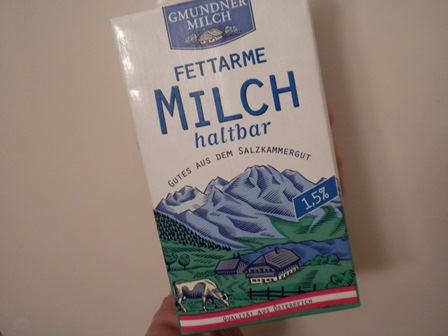 GMUNDNER
MILCH
FETTARME
MILCH
haltbar
GUTES AUS DEM SALZKAMMERGUT
1,5%
QUALITÄT AUS ÖSTERREICH